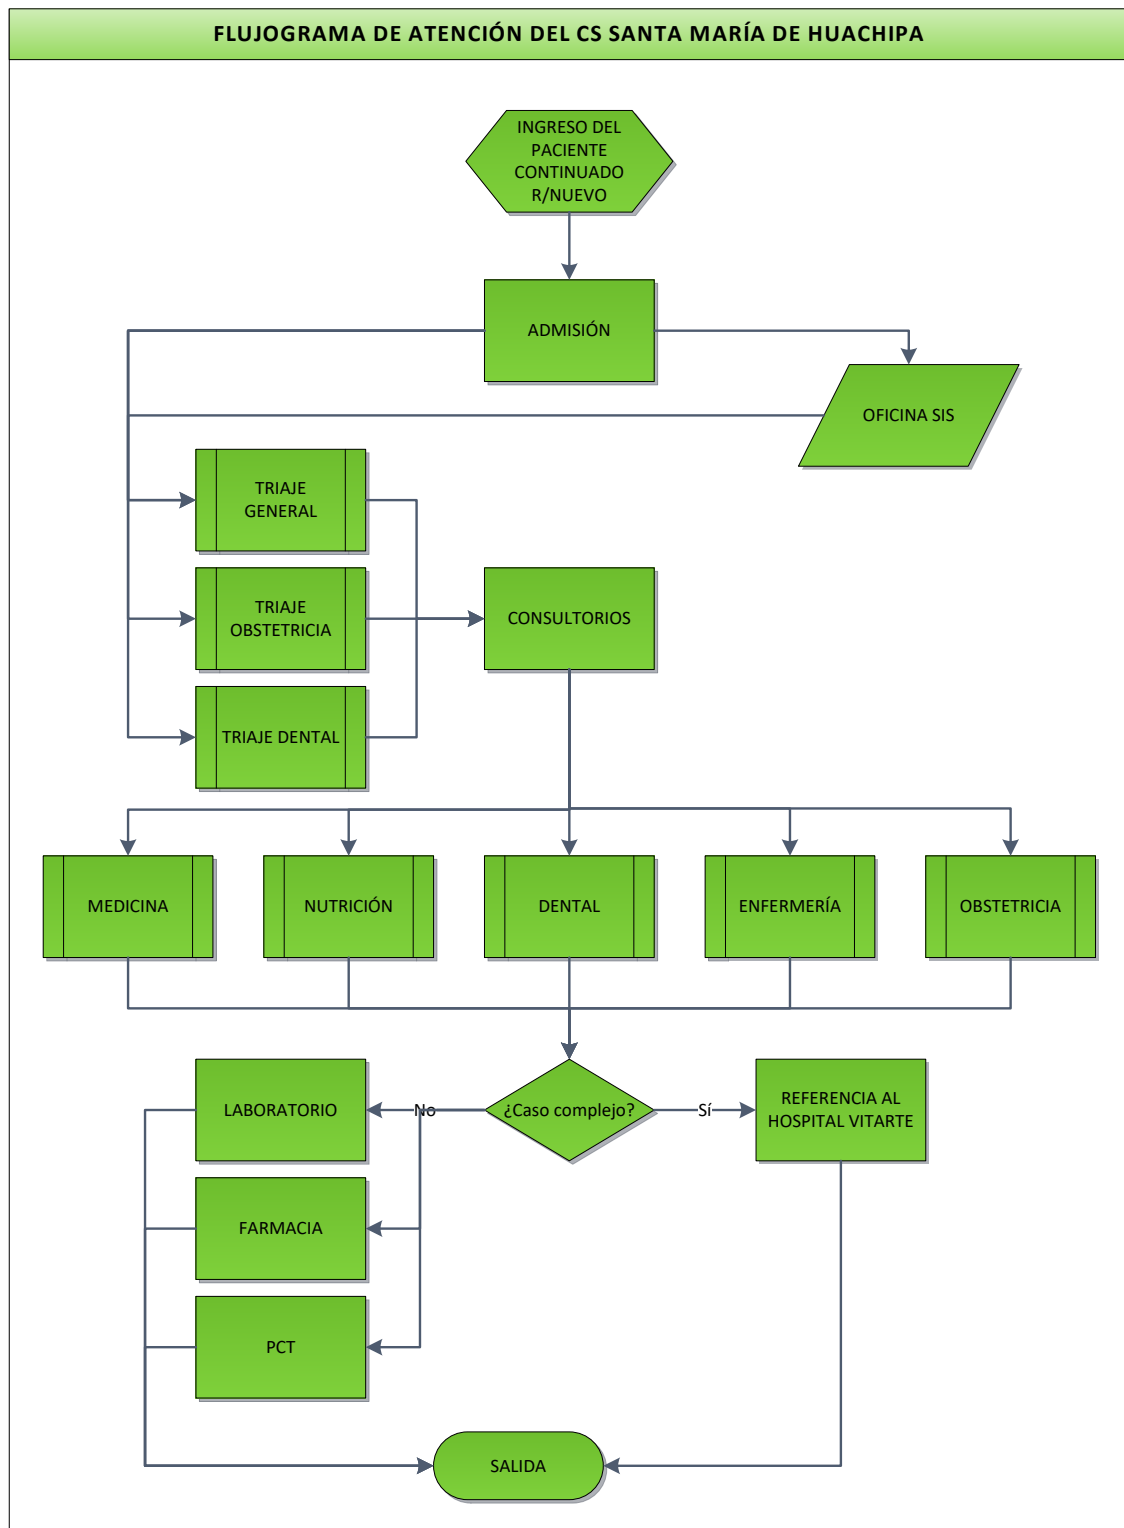 FLUJOGRAMA DE ATENCIÓN DEL CS SANTA MARÍA DE HUACHIPA
INGRESO DEL
PACIENTE
CONTINUADO
R/NUEVO
ADMISIÓN
OFICINA SIS
TRIAJE
GENERAL
TRIAJE
OBSTETRICIA
CONSULTORIOS
TRIAJE DENTAL
MEDICINA
NUTRICIÓN
DENTAL
ENFERMERÍA
OBSTETRICIA
LABORATORIO
No
¿Caso complejo?
Sí
REFERENCIA AL
HOSPITAL VITARTE
FARMACIA
PCT
SALIDA